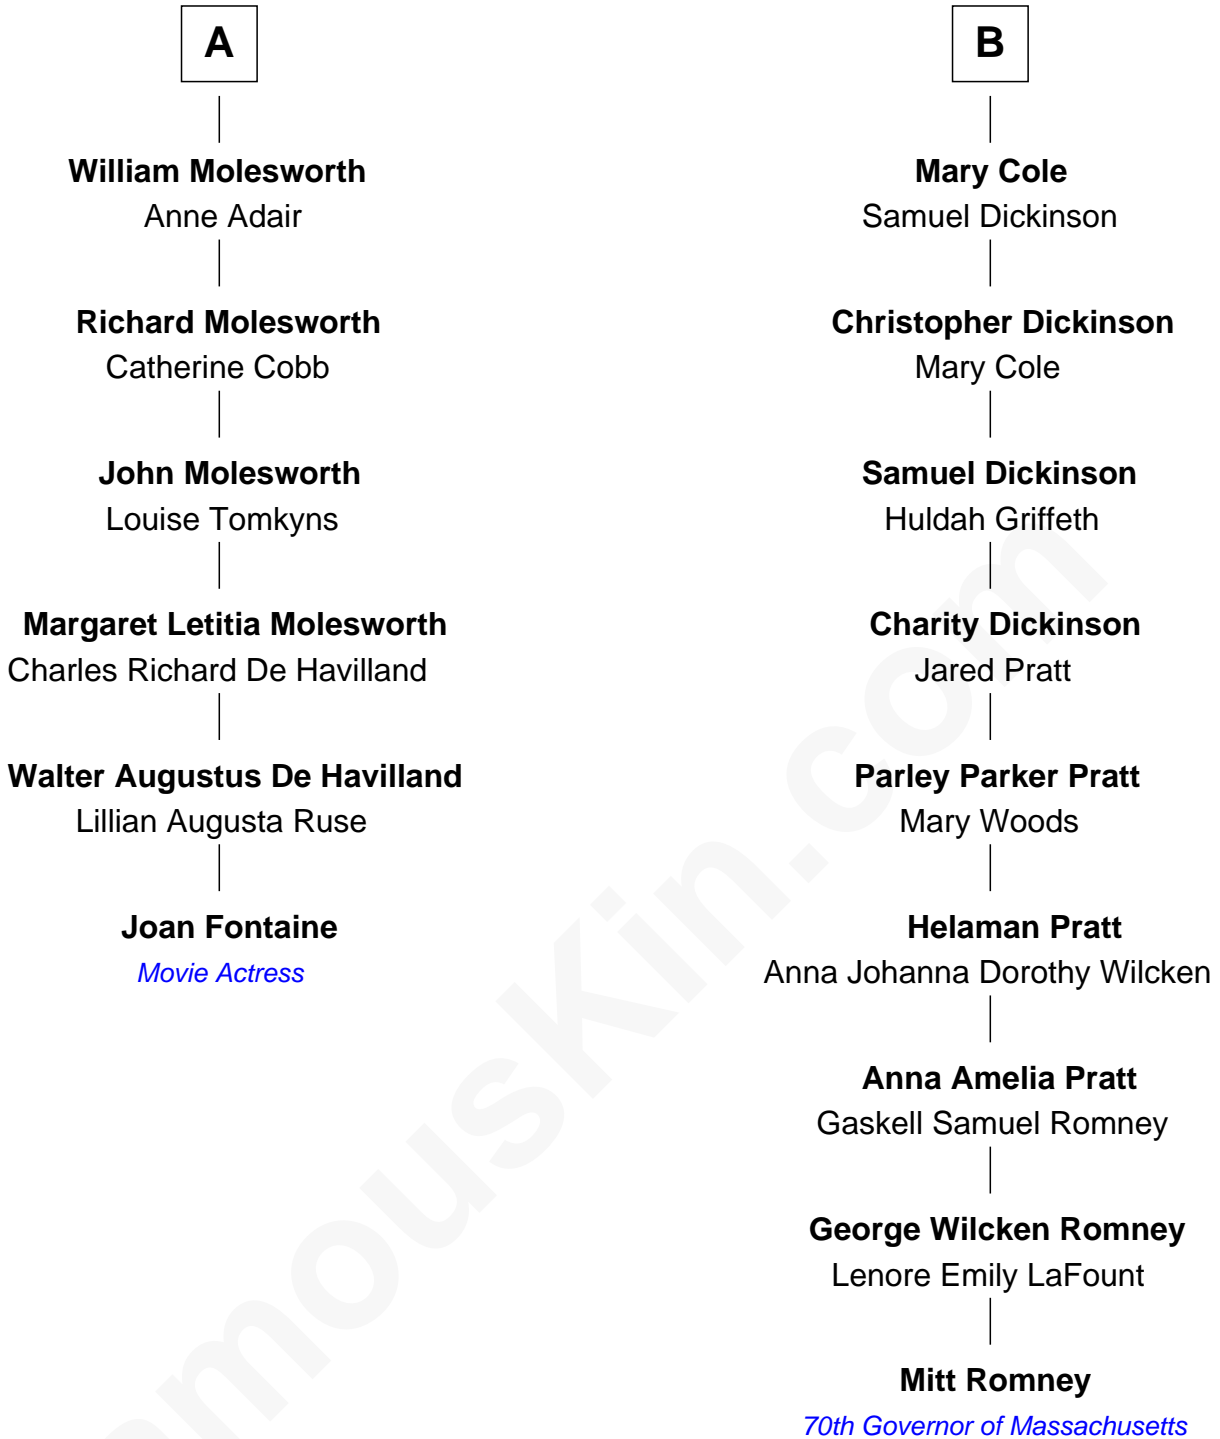 A
William Molesworth
Anne Adair
Richard Molesworth
Catherine Cobb
John Molesworth
Louise Tomkyns
Margaret Letitia Molesworth
Charles Richard De Havilland
Walter Augustus De Havilland
Lillian Augusta Ruse
Joan Fontaine
Movie Actress
B
Mary Cole
Samuel Dickinson
Christopher Dickinson
Mary Cole
Samuel Dickinson
Huldah Griffeth
Charity Dickinson
Jared Pratt
Parley Parker Pratt
Mary Woods
Helaman Pratt
Anna Johanna Dorothy Wilcken
Anna Amelia Pratt
Gaskell Samuel Romney
George Wilcken Romney
Lenore Emily LaFount
Mitt Romney
70th Governor of Massachusetts
amousKin.com